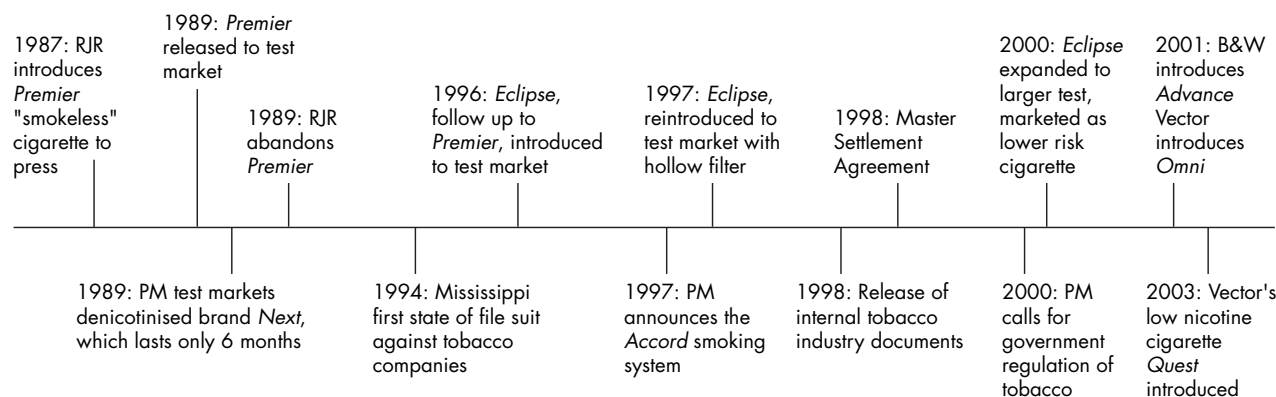 1987: RJR
introduces
Premier
"smokeless"
cigarette to
press
1989: Premier
released to test
market
1989: RJR
abandons
Premier
1996: Eclipse,
follow up to
Premier, introduced
to test market
1997: Eclipse,
reintroduced to
test market with
hollow filter
1998: Master
Settlement
Agreement
2000: Eclipse
expanded to
larger test,
marketed as
lower risk
cigarette
2001: B&W
introduces
Advance
Vector
introduces
Omni
1989: PM test markets
denicotinised brand Next,
which lasts only 6 months
1994: Mississippi
first state of file suit
against tobacco
companies
1997: PM
announces the
Accord smoking
system
1998: Release of
internal tobacco
industry documents
2000: PM
calls for
government
regulation of
tobacco
2003: Vector's
low nicotine
cigarette
Quest
introduced